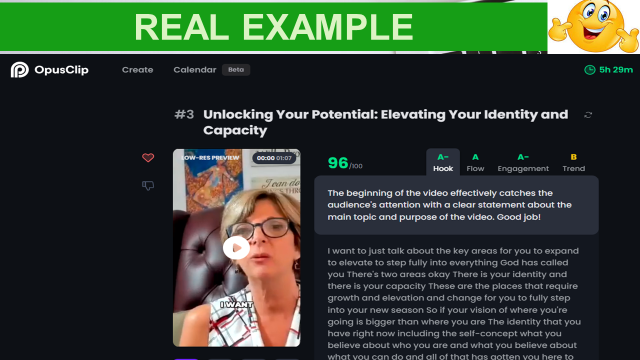 REAL EXAMPLE
OpusClip
Create
Calendar
Beta
5h 29m
#3 Unlocking Your Potential: Elevating Your Identity and
Capacity
LOW-RES PREVIEW
00:00 01:07
I can do
I WANT
96/100
A-
Hook
A
Flow
A-
Engagement
B
Trend
The beginning of the video effectively catches the
audience's attention with a clear statement about the
main topic and purpose of the video. Good job!
I want to just talk about the key areas for you to expand
to elevate to step fully into everything God has called
you There's two areas okay There is your identity and
there is your capacity These are the places that require
growth and elevation and change for you to fully step
into your new season So if your vision of where you're
going is bigger than where you are The identity that you
have right now including the self-concept what you
believe about who you are and what you believe about
what you can do and all of that has gotten you here to